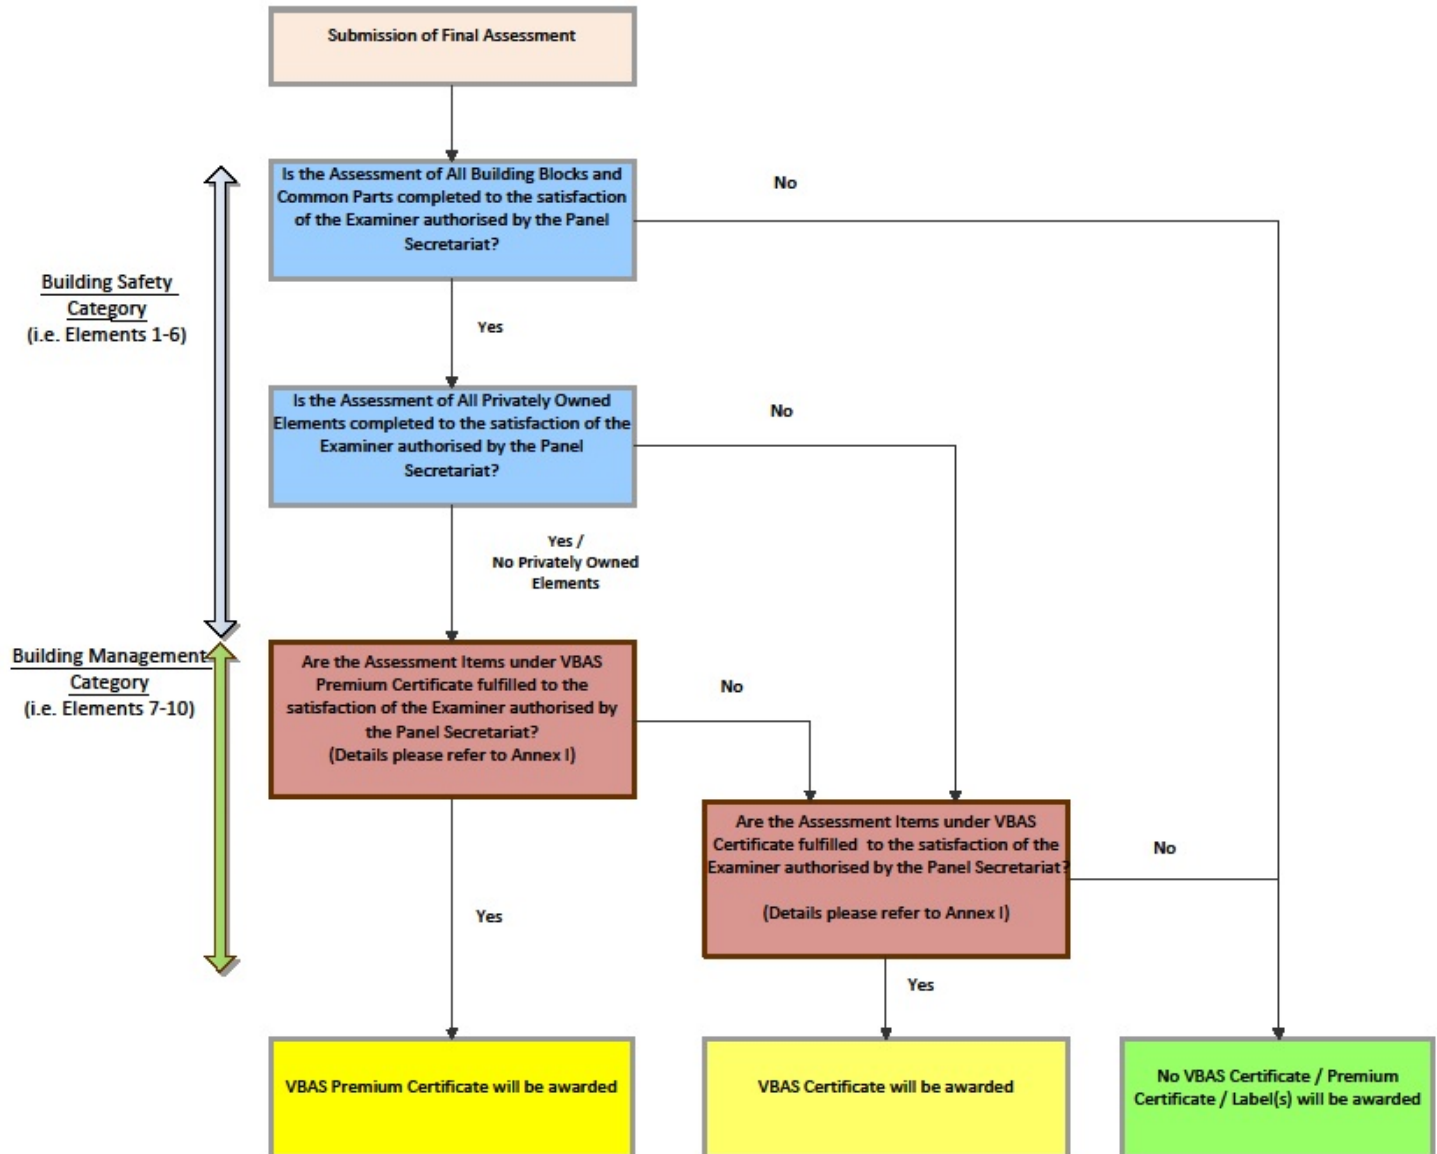 Submission of Final Assessment
Is the Assessment of All Building Blocks and
Common Parts completed to the satisfaction
of the Examiner authorised by the Panel
Secretariat?
No
Building Safety
Category
(i.e. Elements 1-6)
Yes
Is the Assessment of All Privately Owned
Elements completed to the satisfaction of the
Examiner authorised by the Panel
Secretariat?
No
Yes /
No Privately Owned
Elements
Building Management
Category
(i.e. Elements 7-10)
Are the Assessment Items under VBAS
Premium Certificate fulfilled to the
satisfaction of the Examiner authorised by
the Panel Secretariat?
(Details please refer to Annex I)
No
Are the Assessment Items under VBAS
Certificate fulfilled to the satisfaction of the
Examiner authorised by the Panel Secretariat?
(Details please refer to Annex I)
No
Yes
Yes
VBAS Premium Certificate will be awarded
VBAS Certificate will be awarded
No VBAS Certificate / Premium
Certificate / Label(s) will be awarded